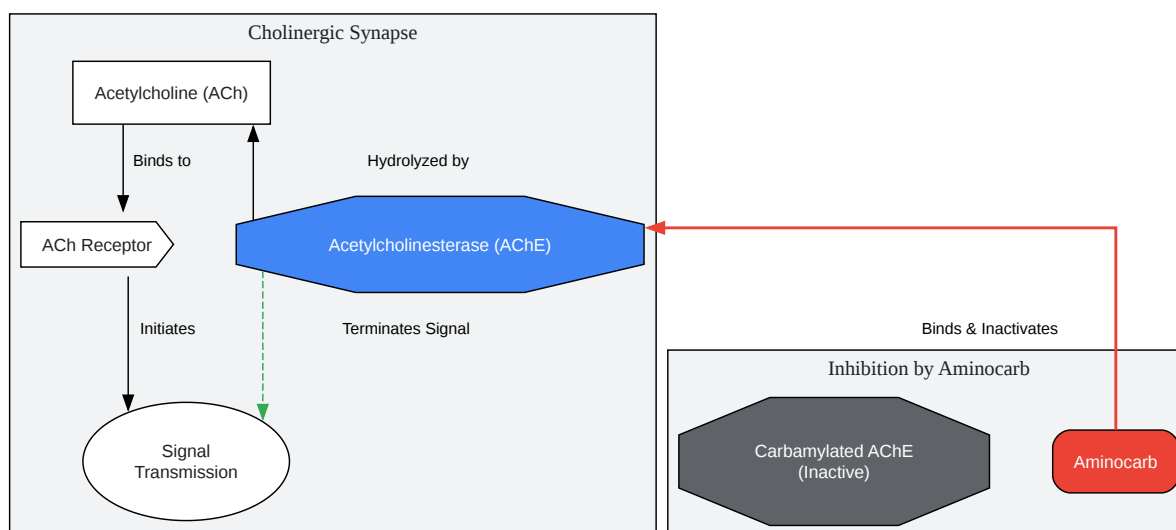 Cholinergic Synapse
Acetylcholine (ACh)
Binds to
Hydrolyzed by
ACh Receptor
Acetylcholinesterase (AChE)
Initiates
Terminates Signal
Binds & Inactivates
Inhibition by Aminocarb
Signal
Transmission
Carbamylated AChE
(Inactive)
Aminocarb